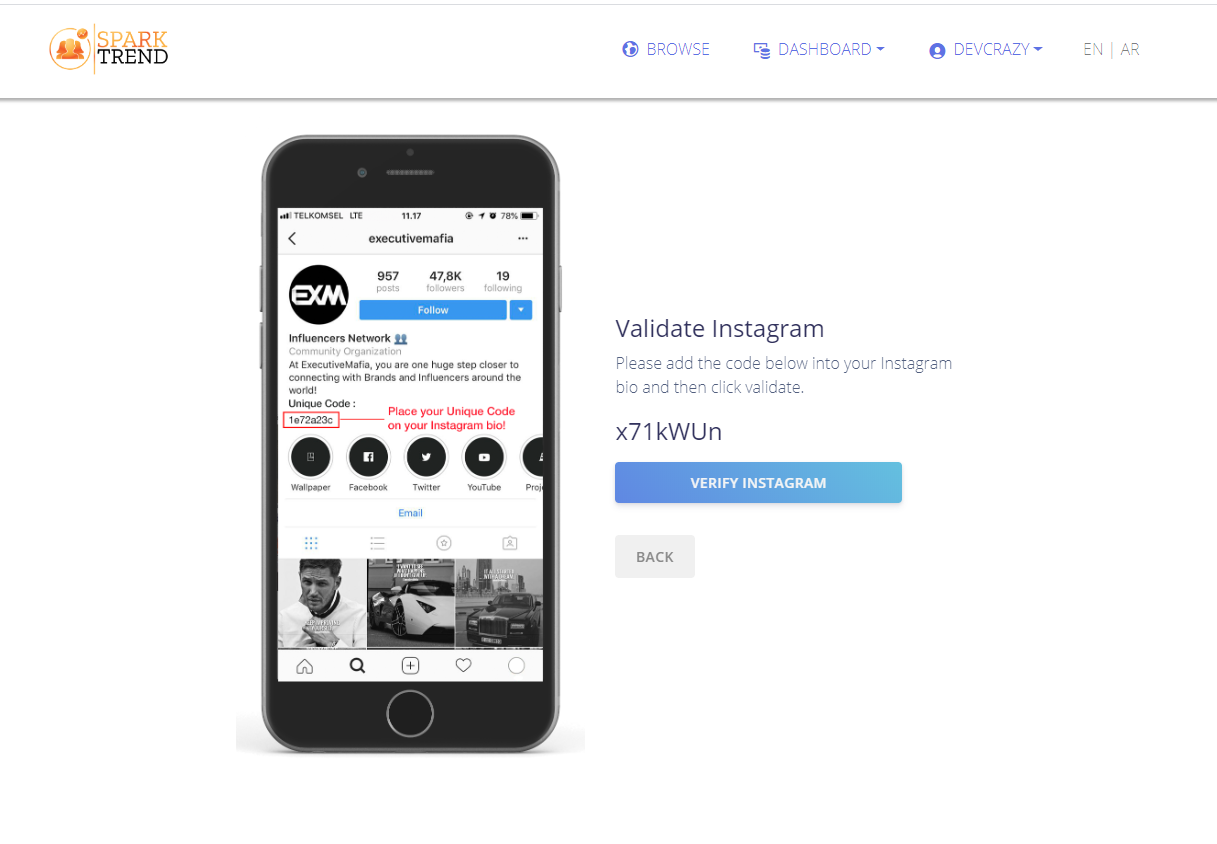 SPARK
TREND
BROWSE
DASHBOARD
DEVCRAZY
EN | AR
TELKOMSEL LTE
11.17
78%
executivemafia
957
47,8K
19
posts
followers
following
EXM
Follow
Influencers Network
Community Organization
At ExecutiveMafia, you are one huge step closer to
connecting with Brands and Influencers around the
world!
Unique Code :
1e72a23c
Place your Unique Code
on your Instagram bio!
Wallpaper
Facebook
Twitter
YouTube
Proje
Email
Validate Instagram
Please add the code below into your Instagram
bio and then click validate.
x71kWUn
VERIFY INSTAGRAM
BACK